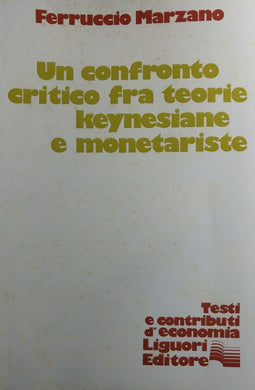 Ferruccio Marzano
Un confronto
critico fra teorie
keynesiane
e monetariste
Testi
e contributi
d'economia
Liguori
Editore